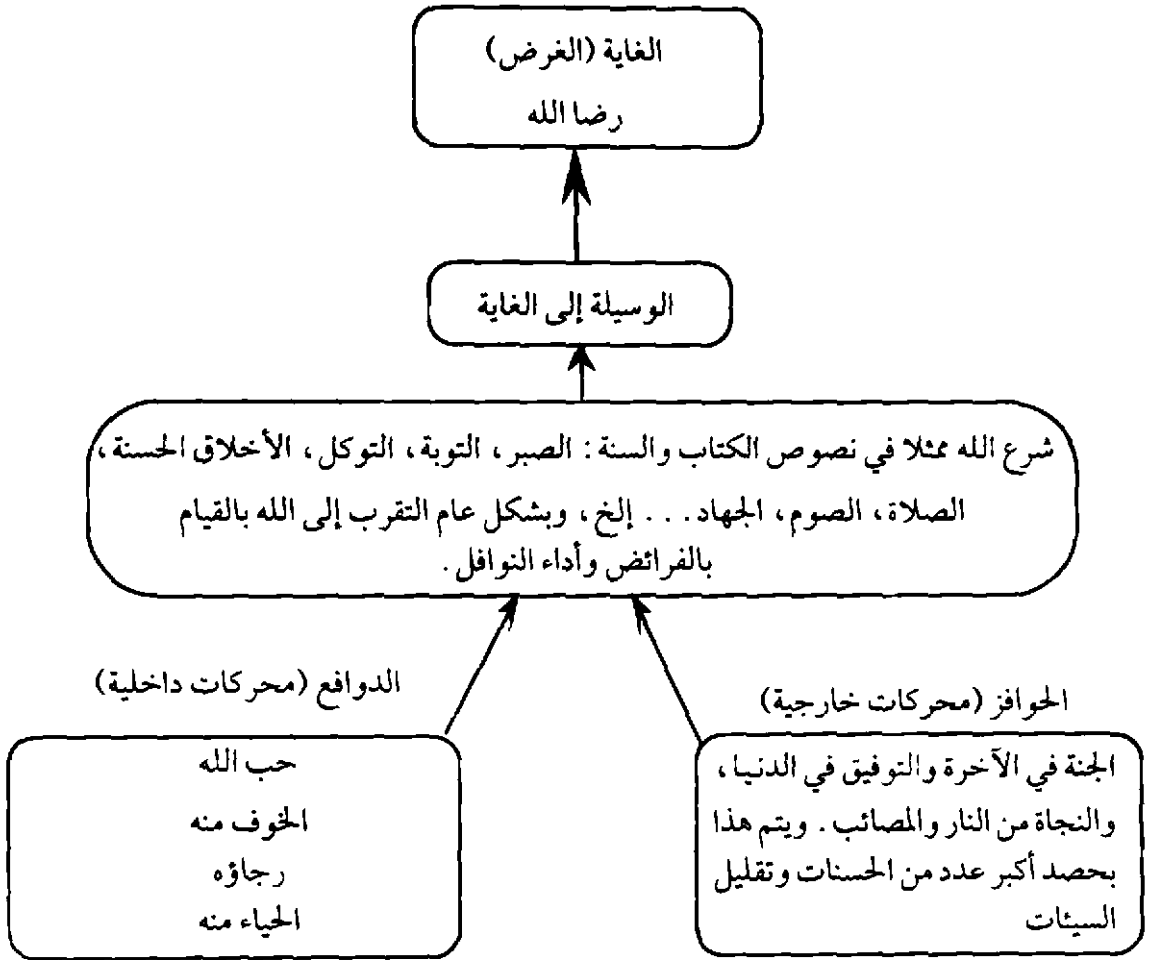 الغاية (الغرض)
رضا الله
الوسيلة إلى الغاية
شرع الله ممثلا في نصوص الكتاب والسنة: الصبر، التوبة، التوكل، الأخلاق الحسنة،
الصلاة، الصوم، الجهاد... إلخ، وبشكل عام التقرب إلى الله بالقيام
بالفرائض وأداء النوافل.
الحوافز (محركات خارجية)
الجنة في الآخرة والتوفيق في الدنيا،
والنجاة من النار والمصائب. ويتم هذا
بحصد أكبر عدد من الحسنات وتقليل
السيئات
الدوافع (محركات داخلية)
حب الله
الخوف منه
رجاؤه
الحياء منه